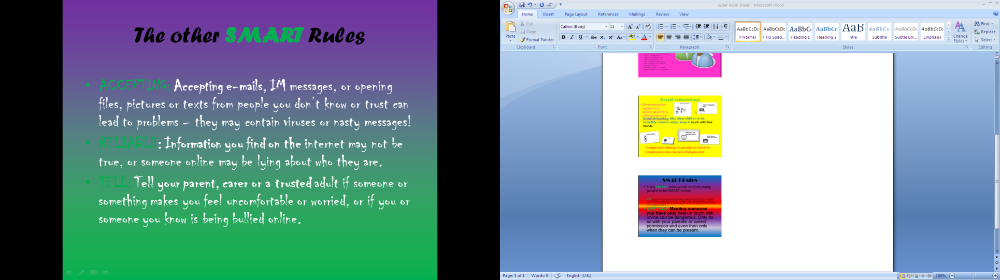 The other SMART Rules
• ACCEPTING: Accepting e-mails, IM messages, or opening
files, pictures or texts from people you don't know or trust can
lead to problems – they may contain viruses or nasty messages!
• RELIABLE: Information you find on the internet may not be
true, or someone online may be lying about who they are.
• TELL: Tell your parent, carer or a trusted adult if someone or
something makes you feel uncomfortable or worried, or if you or
someone you know is being bullied online.
cyber work sheet - Microsoft Word
Home Insert Page Layout References Mailings Review View
Paste
Cut
Copy
Format Painter
Clipboard
Calibri (Body) 11
Font
Paragraph
AaBbCcDc AaBbCcDc AaBbC AaBbCc AaB AaBbCc. AaBbCcDc AaBbCcDc
¶ Normal ¶ No Spaci... Heading 1 Heading 2 Title Subtitle Subtle Em... Emphasis
Change
Styles
Styles
Find
Replace
Select
Editing
Social Networking
• What sometimes
appears as a
private space for a
child can become
Social Networking sites allow children to be
incredibly creative online, keep in touch with their
friends
Change your settings to private so that only
people you allow can see what you post.
SMART Rules
• 5 key SMART rules which remind young
people to be SMART online
MEETING: Meeting someone
you have only been in touch with
online can be dangerous. Only do
so with your parents' or carers'
permission and even then only
when they can be present.
Page: 1 of 1 Words: 0 English (U.K.) 100%